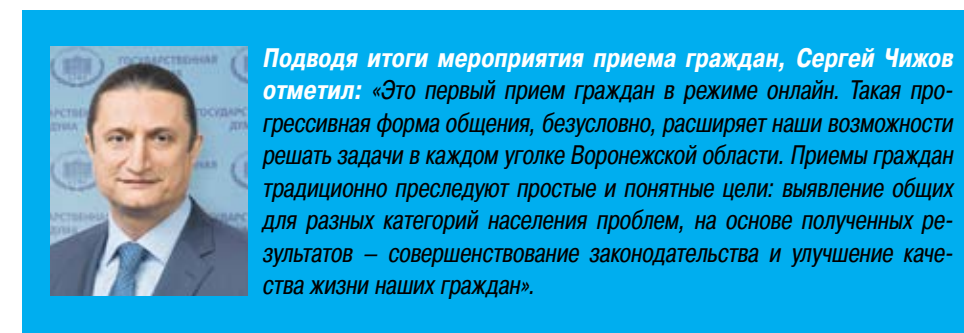 ГОСУДАРСТВЕННАЯ
Подводя итоги мероприятия приема граждан, Сергей Чижов
отметил: «Это первый прием граждан в режиме онлайн. Такая про-
грессивная форма общения, безусловно, расширяет наши возможности
решать задачи в каждом уголке Воронежской области. Приемы граждан
традиционно преследуют простые и понятные цели: выявление общих
для разных категорий населения проблем, на основе полученных ре-
зультатов – совершенствование законодательства и улучшение каче-
ства жизни наших граждан».